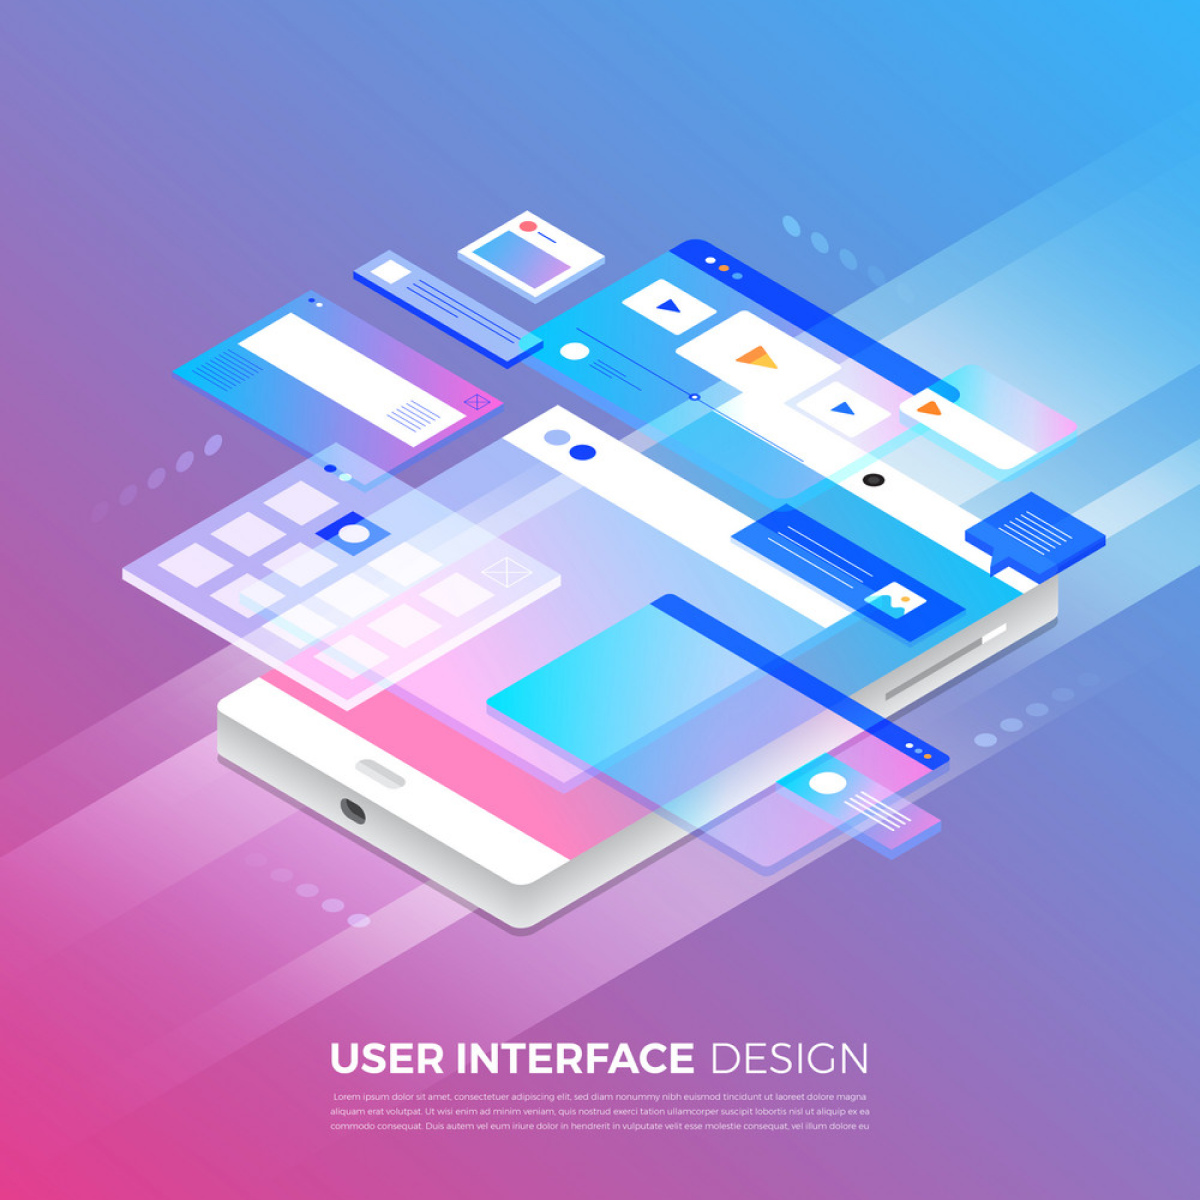 USER INTERFACE DESIGN
Lorem ipsum dolor sit amet, consectetuer adipiscing elit, sed diam nonummy nibh euismod tincidunt ut laoreet dolore magna
aliquam erat volutpat. Ut wisi enim ad minim veniam, quis nostrud exerci tation ullamcorper suscipit lobortis nisl ut aliquip ex ea
commodo consequat. Duis autem vel eum iriure dolor in hendrerit in vulputate velit esse molestie consequat, vel illum dolore eu